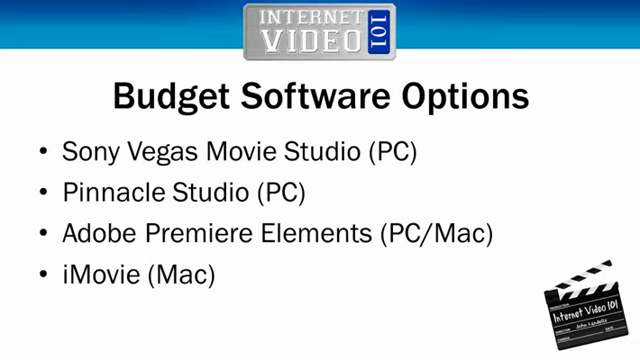 INTERNET
VIDEO 101
Budget Software Options
• Sony Vegas Movie Studio (PC)
• Pinnacle Studio (PC)
• Adobe Premiere Elements (PC/Mac)
• iMovie (Mac)
Internet Video 101